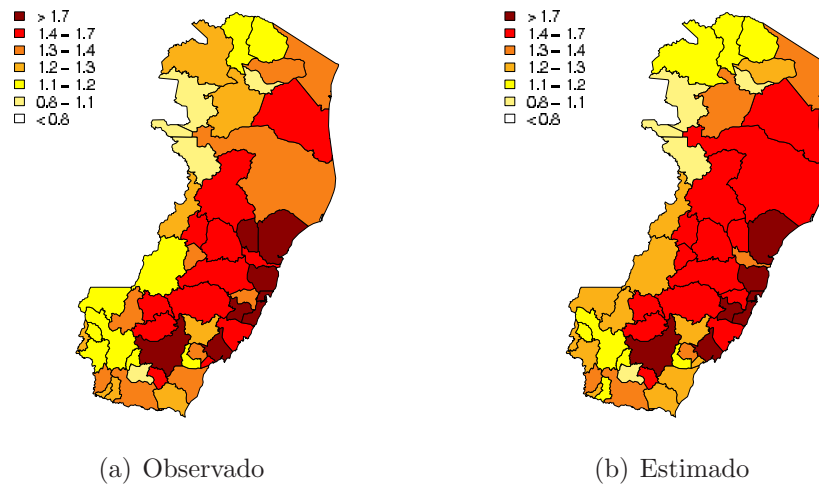 > 1.7
1.4 – 1.7
1.3 – 1.4
1.2 – 1.3
1.1 – 1.2
0.8 – 1.1
< 0.8
> 1.7
1.4 – 1.7
1.3 – 1.4
1.2 – 1.3
1.1 – 1.2
0.8 – 1.1
< 0.8
(a) Observado
(b) Estimado